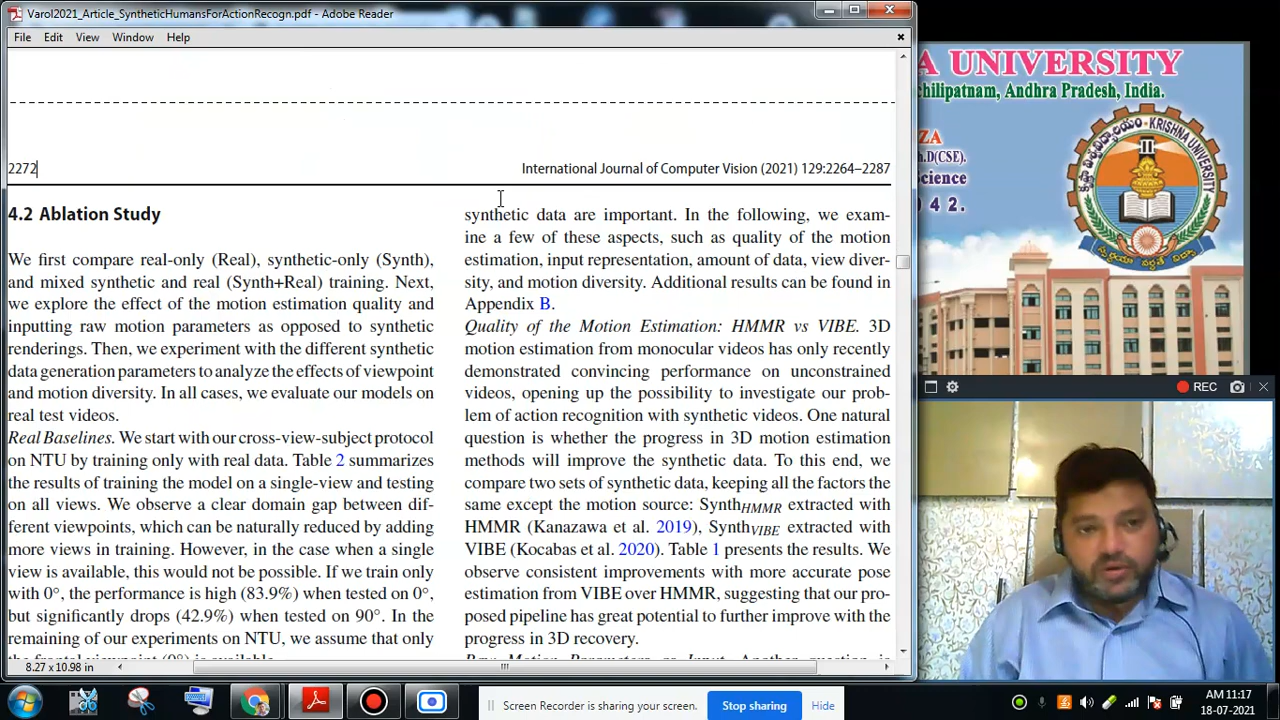 Varol2021_Article_SyntheticHumansForActionRecogn.pdf - Adobe Reader
File Edit View Window Help
2272
International Journal of Computer Vision (2021) 129:2264–2287
4.2 Ablation Study
We first compare real-only (Real), synthetic-only (Synth),
and mixed synthetic and real (Synth+Real) training. Next,
we explore the effect of the motion estimation quality and
inputting raw motion parameters as opposed to synthetic
renderings. Then, we experiment with the different synthetic
data generation parameters to analyze the effects of viewpoint
and motion diversity. In all cases, we evaluate our models on
real test videos.
Real Baselines. We start with our cross-view-subject protocol
on NTU by training only with real data. Table 2 summarizes
the results of training the model on a single-view and testing
on all views. We observe a clear domain gap between dif-
ferent viewpoints, which can be naturally reduced by adding
more views in training. However, in the case when a single
view is available, this would not be possible. If we train only
with 0°, the performance is high (83.9%) when tested on 0°,
but significantly drops (42.9%) when tested on 90°. In the
remaining of our experiments on NTU, we assume that only
the frontal viewpoint (0°) is available.
synthetic data are important. In the following, we exam-
ine a few of these aspects, such as quality of the motion
estimation, input representation, amount of data, view diver-
sity, and motion diversity. Additional results can be found in
Appendix B.
Quality of the Motion Estimation: HMMR vs VIBE. 3D
motion estimation from monocular videos has only recently
demonstrated convincing performance on unconstrained
videos, opening up the possibility to investigate our prob-
lem of action recognition with synthetic videos. One natural
question is whether the progress in 3D motion estimation
methods will improve the synthetic data. To this end, we
compare two sets of synthetic data, keeping all the factors the
same except the motion source: SynthHMMR extracted with
HMMR (Kanazawa et al. 2019), SynthVIBE extracted with
VIBE (Kocabas et al. 2020). Table 1 presents the results. We
observe consistent improvements with more accurate pose
estimation from VIBE over HMMR, suggesting that our pro-
posed pipeline has great potential to further improve with the
progress in 3D recovery.
Raw Motion Parameters as Input. Another question is
8.27 x 10.98 in
A UNIVERSITY
chilipatnam, Andhra Pradesh, India.
ZA
h.D(CSE).
Science
042.
KRISHNA
REC
Screen Recorder is sharing your screen.
Stop sharing
Hide
AM 11:17
18-07-2021